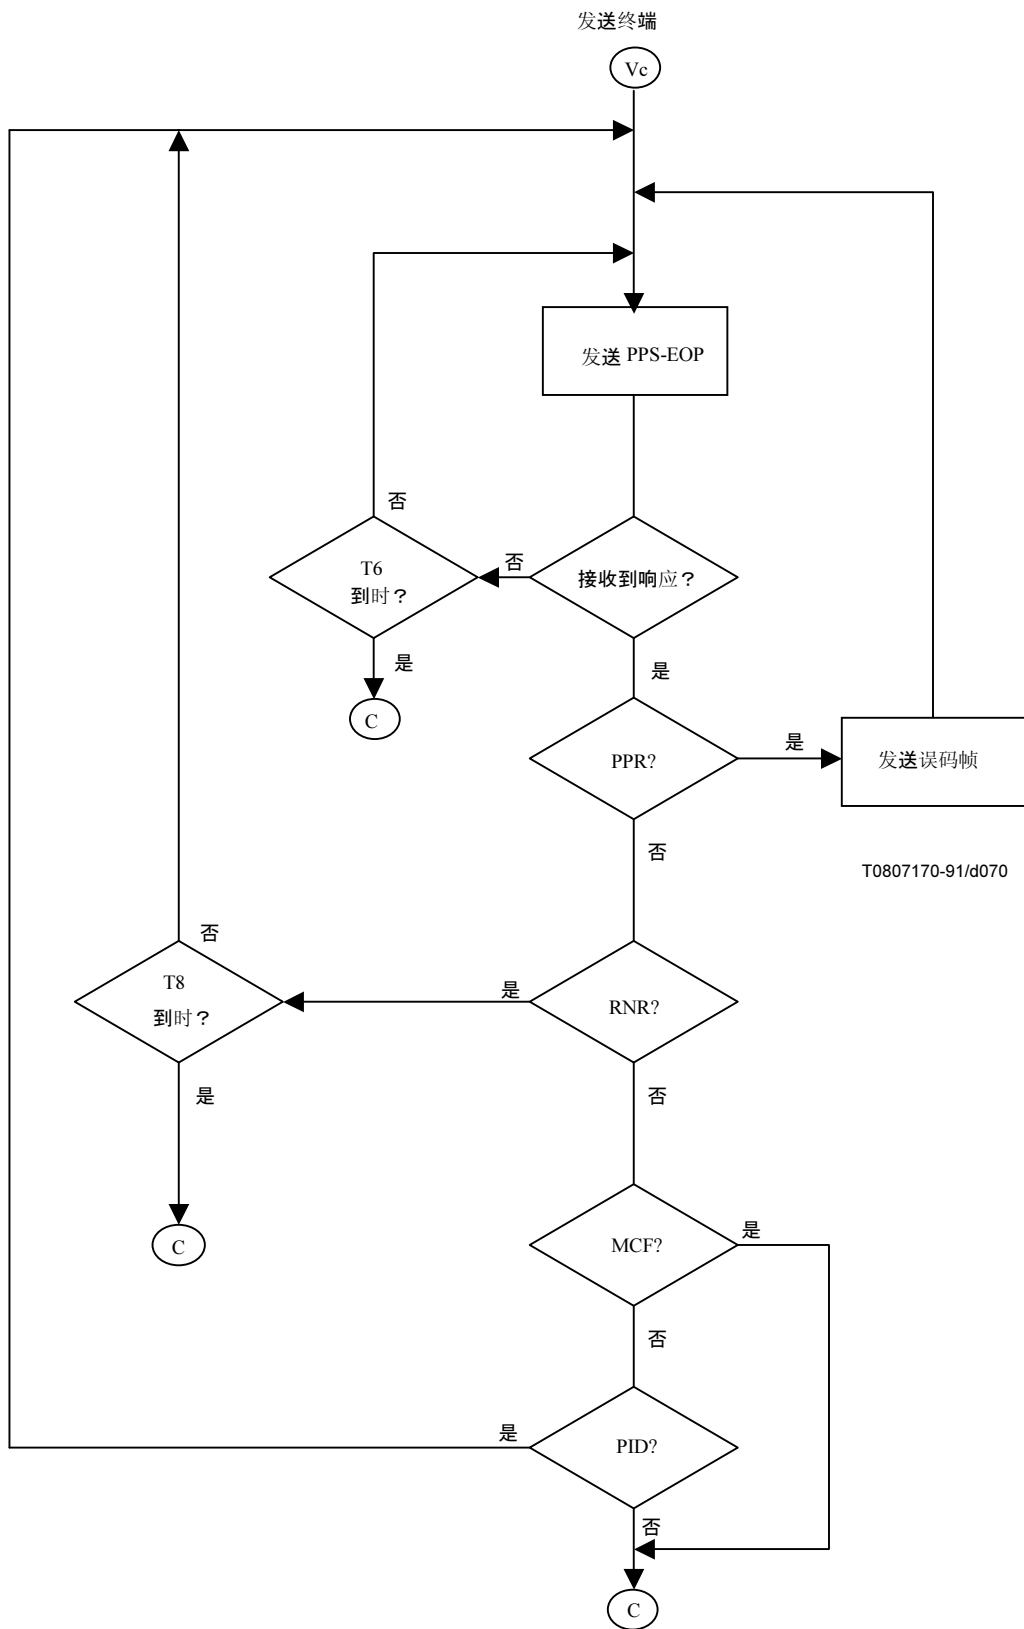 发送终端
Vc
发送 PPS-EOP
否
T6
到时？
否
接收到响应？
是
是
C
PPR?
是
发送误码帧
否
T0807170-91/d070
否
T8
到时？
是
RNR?
是
否
C
MCF?
是
否
是
PID?
否
C